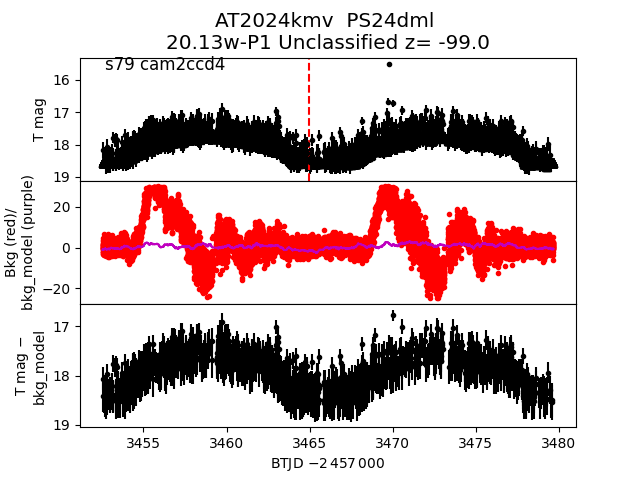 AT2024kmv  PS24dml
20.13w-P1 Unclassified z= -99.0
s79 cam2ccd4
T mag
16
17
18
19
Bkg (red)/
bkg_model (purple)
20
0
−20
T mag −
bkg_model
17
18
19
3455 3460 3465 3470 3475 3480
BTJD −2 457 000